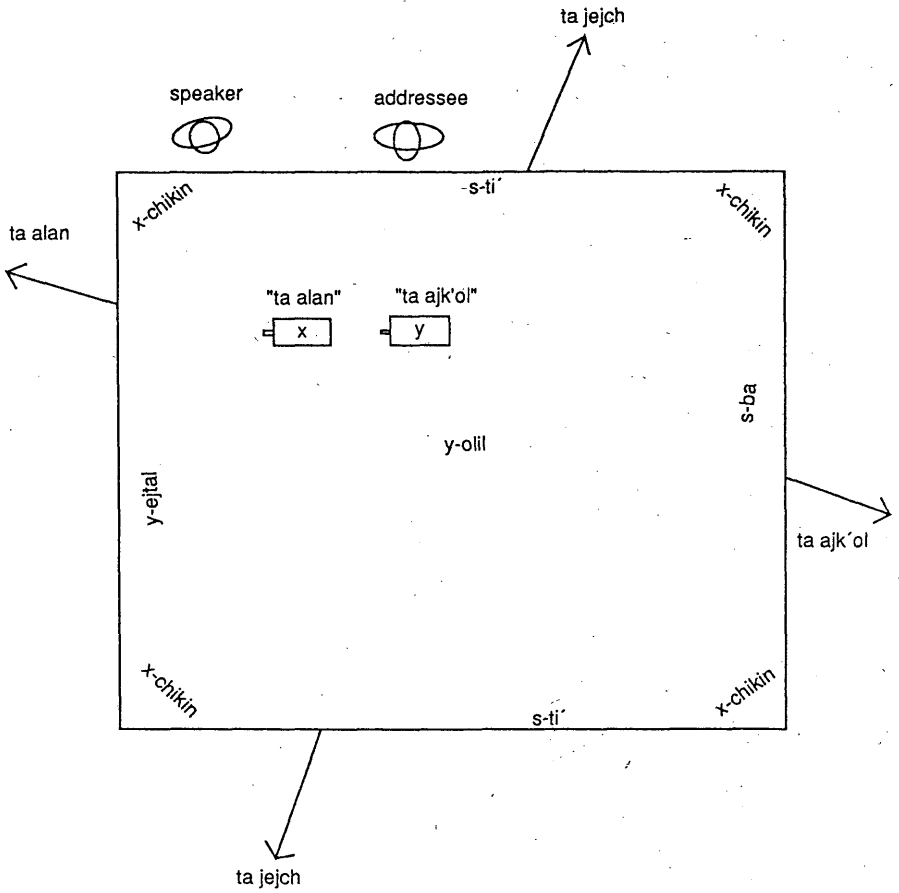 ta jejch
speaker
addressee
s-ti´
x-chikin
x-chikin
ta alan
"ta alan"
"ta ajk'ol"
x
y
s-ba
y-olil
y-ejtal
ta ajk´ol
x-chikin
x-chikin
s-ti´
ta jejch